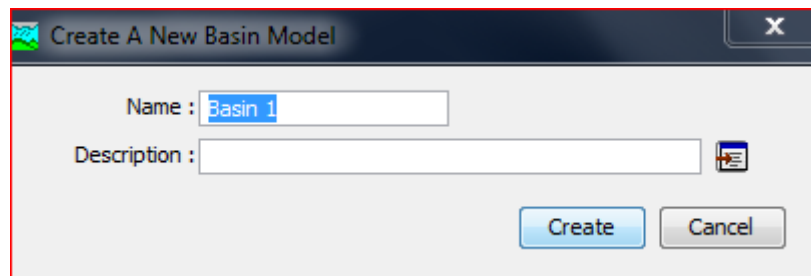 Create A New Basin Model
Name : Basin 1
Description :
Create Cancel